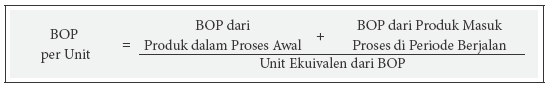 BOP
per Unit
=
BOP dari
Produk dalam Proses Awal
+
BOP dari Produk Masuk
Proses di Periode Berjalan
Unit Ekuivalen dari BOP